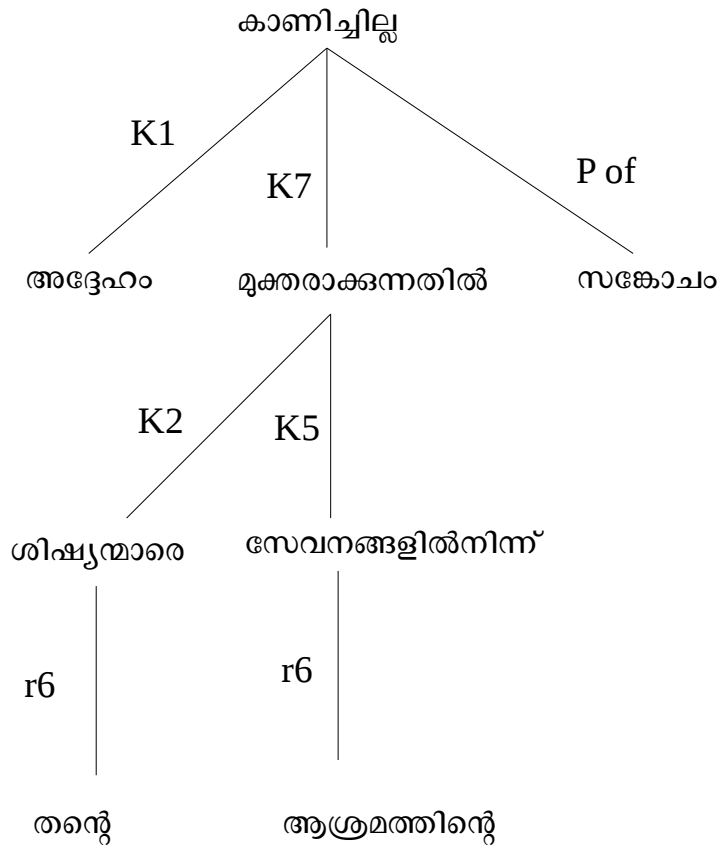 കാണിച്ചില്ല
K1
K7
P of
അദ്ദേഹം മുക്തരാക്കുന്നതിൽ സങ്കോചം
K2
K5
ശിഷ്യന്മാരെ സേവനങ്ങളിൽനിന്ന്
r6
r6
തന്റെ ആശ്രമത്തിന്റെ